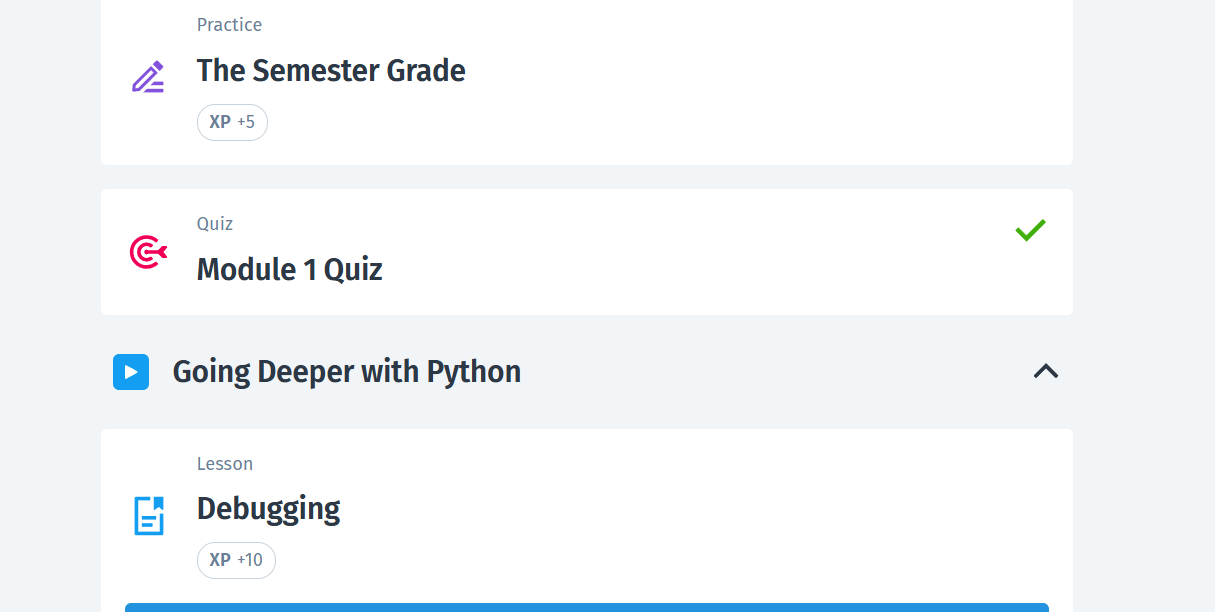 Practice
The Semester Grade
XP +5
Quiz
Module 1 Quiz
Going Deeper with Python
Lesson
Debugging
XP +10